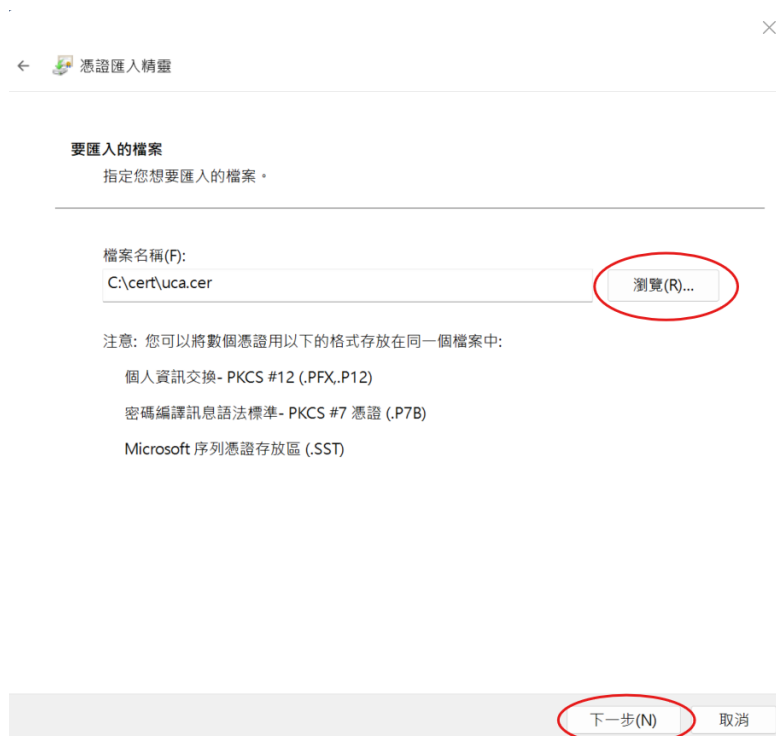 憑證匯入精靈
要匯入的檔案
指定您想要匯入的檔案。
檔案名稱(F):
C:\cert\uca.cer
瀏覽(R)...
注意: 您可以將數個憑證用以下的格式存放在同一個檔案中:
個人資訊交換- PKCS #12 (.PFX,.P12)
密碼編譯訊息語法標準- PKCS #7 憑證 (.P7B)
Microsoft 序列憑證存放區 (.SST)
下一步(N)
取消